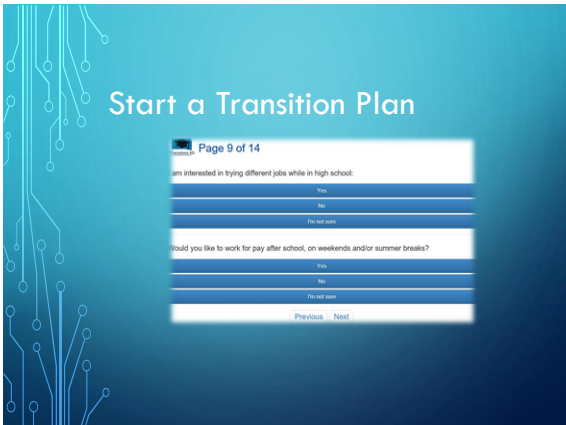 Start a Transition Plan
Page 9 of 14
am interested in trying different jobs while in high school:
Yes
No
I'm not sure
Would you like to work for pay after school, on weekends and/or summer breaks?
Yes
No
I'm not sure
Previous Next